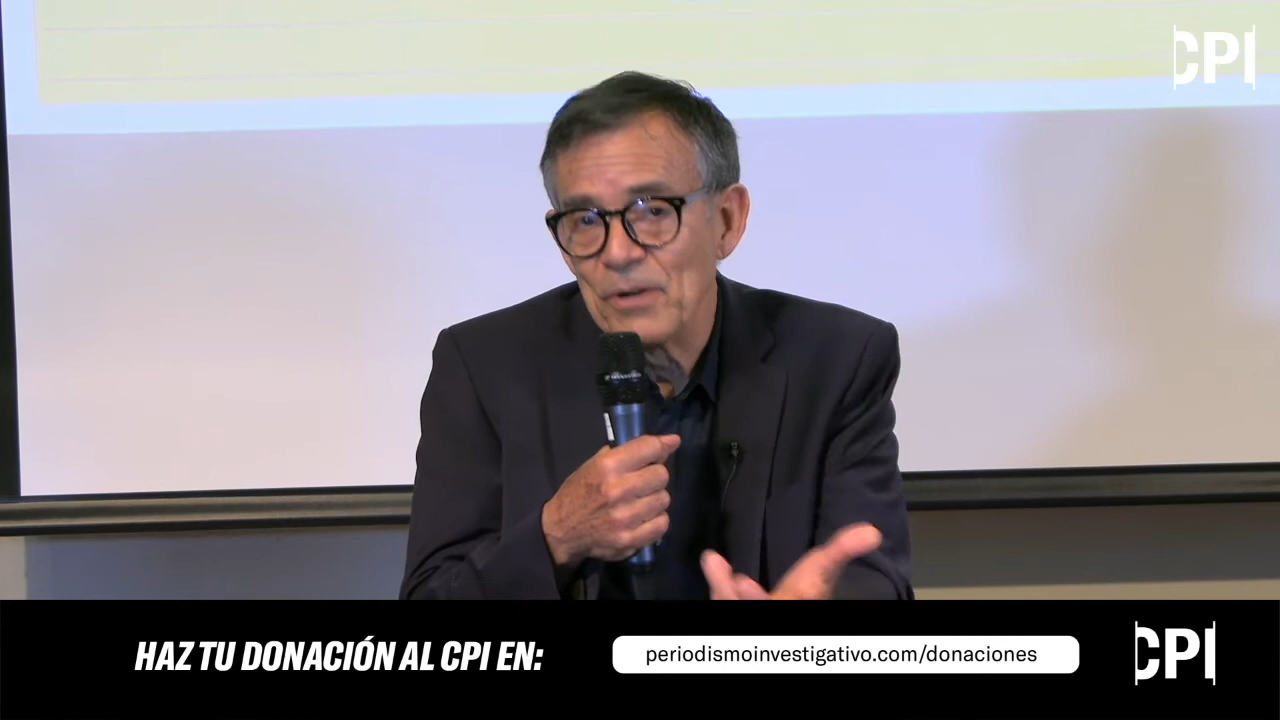 CPI
HAZ TU DONACIÓN AL CPI EN:
periodismoinvestigativo.com/donaciones
CPI